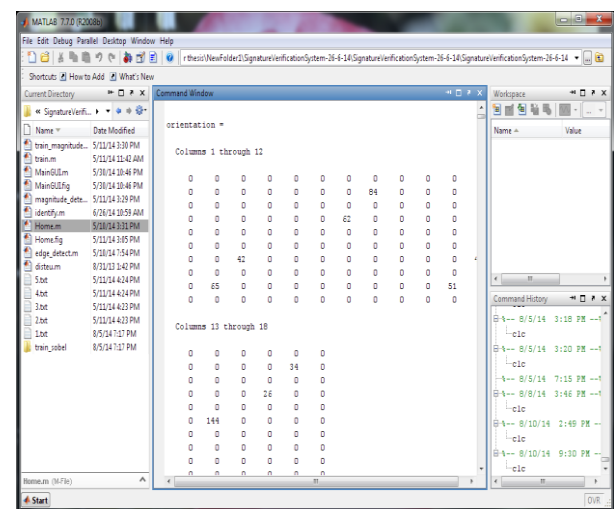 MATLAB 7.7.0 (R2008b)
File Edit Debug Parallel Desktop Window Help
r thesis\NewFolder1\SignatureVerificationSystem-26-6-14\SignatureVerificationSystem-26-6-14\SignatureVerificationSystem-26-6-14
Shortcuts How to Add What's New
Current Directory
« SignatureVerifi...
Name Date Modified
train_magnitude... 5/11/14 3:30 PM
train.m 5/11/14 11:42 AM
MainGUI.m 5/30/14 10:46 PM
MainGUI.fig 5/30/14 10:46 PM
magnitude_dete... 5/11/14 3:29 PM
identify.m 6/26/14 10:59 AM
Home.m 5/18/14 3:31 PM
Home.fig 5/11/14 3:05 PM
edge_detect.m 5/18/14 7:54 PM
disteu.m 8/31/13 1:42 PM
5.txt 5/11/14 4:24 PM
4.txt 5/11/14 4:24 PM
3.txt 5/11/14 4:23 PM
2.txt 5/11/14 4:23 PM
1.txt 8/5/14 7:17 PM
train_sobel 8/5/14 7:17 PM
Home.m (M-File)
Command Window
orientation =
Columns 1 through 12
0 0 0 0 0 0 0 0 0 0 0
0 0 0 0 0 0 0 84 0 0 0
0 0 0 0 0 0 0 0 0 0 0
0 0 0 0 0 0 62 0 0 0 0
0 0 0 0 0 0 0 0 0 0 0
0 0 0 0 0 0 0 0 0 0 0
0 0 0 0 0 0 0 0 0 0 0
0 0 42 0 0 0 0 0 0 0 0
0 0 0 0 0 0 0 0 0 0 0
0 65 0 0 0 0 0 0 0 0 51
0 0 0 0 0 0 0 0 0 0 0
Columns 13 through 18
0 0 0 0 0 0
0 0 0 0 34 0
0 0 0 0 0 0
0 0 0 26 0 0
0 0 0 0 0 0
0 144 0 0 0 0
0 0 0 0 0 0
0 0 0 0 0 0
0 0 0 0 0 0
0 0 0 0 0 0
Workspace
Name Value
Command History
%-- 8/5/14 3:18 PM --%
clc
%-- 8/5/14 3:20 PM --%
clc
%-- 8/5/14 7:15 PM --%
%-- 8/8/14 3:46 PM --%
clc
%-- 8/10/14 2:49 PM --
clc
%-- 8/10/14 9:30 PM --
clc
Start
OVR